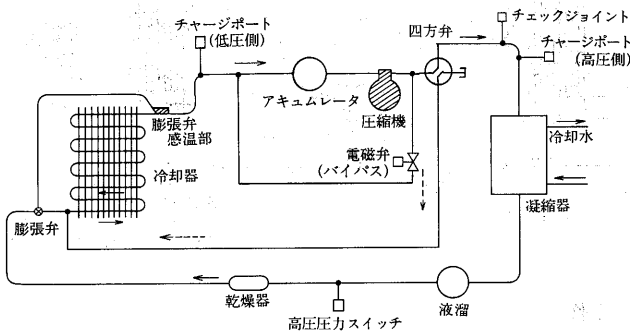 チェックジョイント
チャージポート
(低圧側)
四方弁
チャージポート
(高圧側)
アキュムレータ
圧縮機
膨張弁
感温部
冷却水
電磁弁
(バイパス)
冷却器
凝縮器
膨張弁
乾燥器
液溜
高圧圧力スイッチ